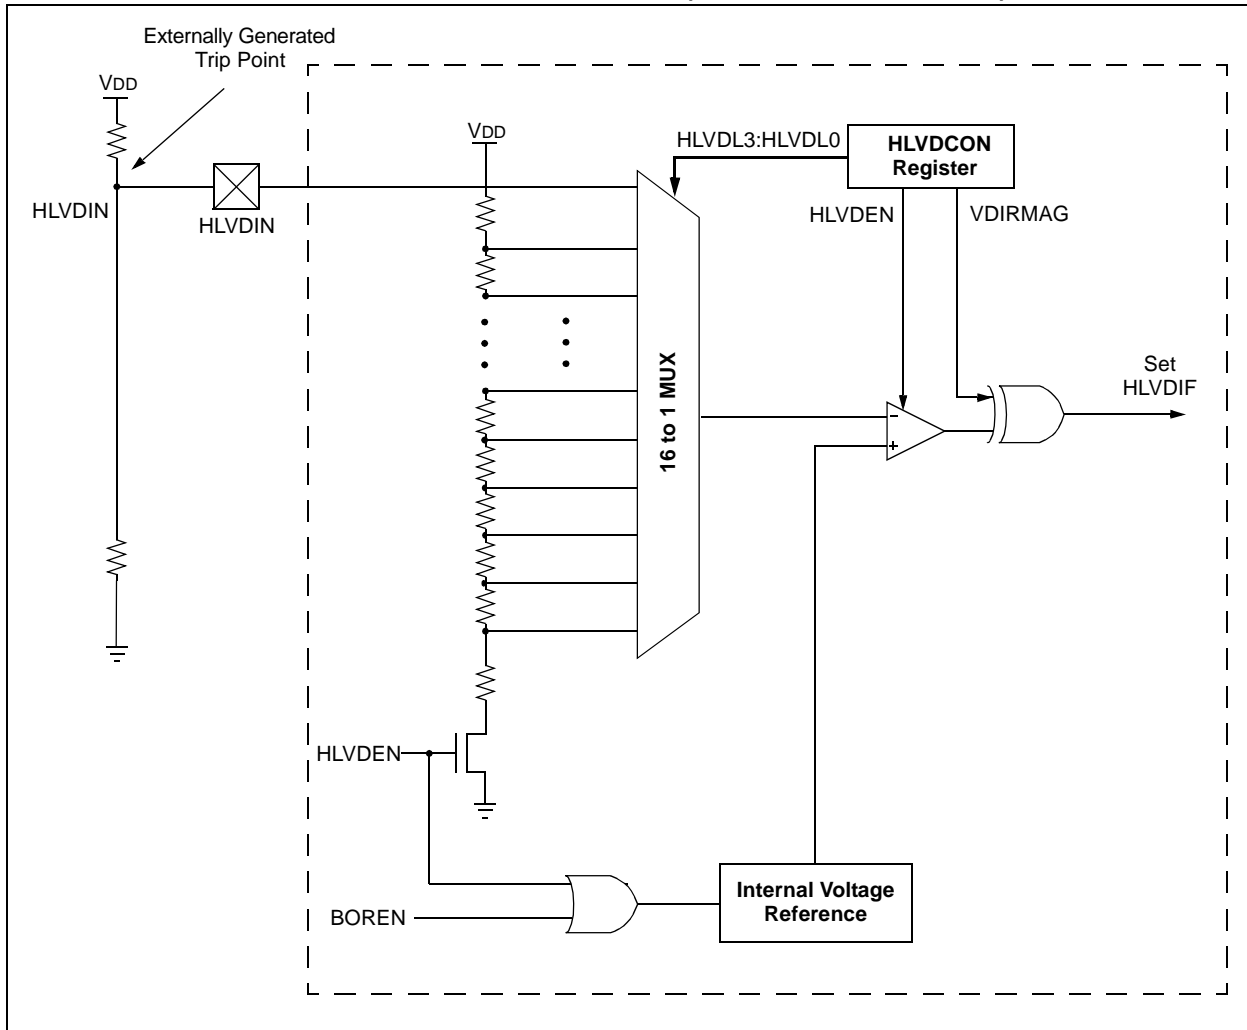 Externally Generated
Trip Point
VDD
VDD
HLVDL3:HLVDL0
HLVDCON
Register
HLVDIN
HLVDIN
HLVDEN
VDIRMAG
16 to 1 MUX
Set
HLVDIF
-
+
HLVDEN
BOREN
Internal Voltage
Reference